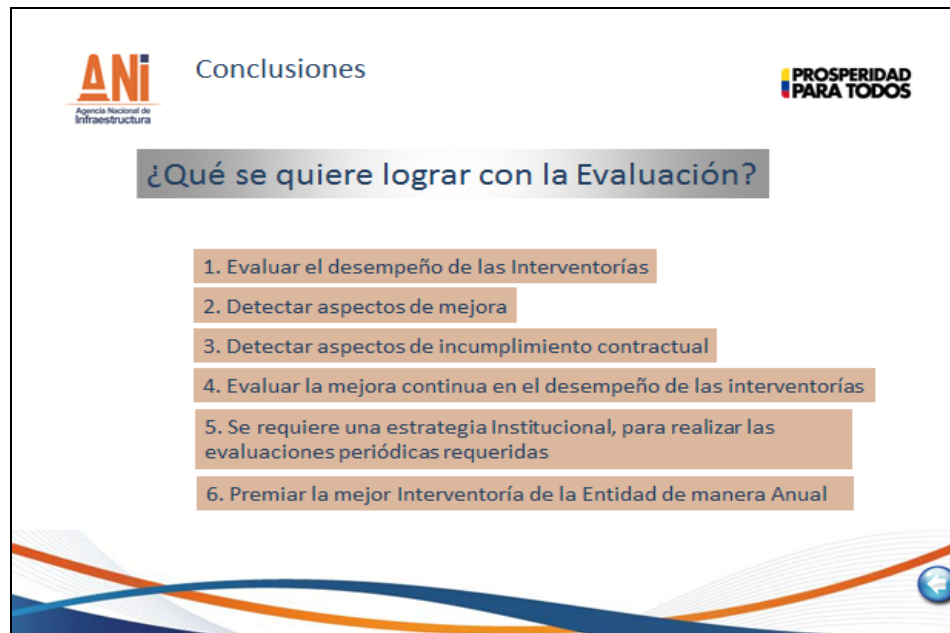 ANi
Agencia Nacional de
Infraestructura
Conclusiones
PROSPERIDAD
PARA TODOS
¿Qué se quiere lograr con la Evaluación?
1. Evaluar el desempeño de las Interventorías
2. Detectar aspectos de mejora
3. Detectar aspectos de incumplimiento contractual
4. Evaluar la mejora continua en el desempeño de las interventorías
5. Se requiere una estrategia Institucional, para realizar las
evaluaciones periódicas requeridas
6. Premiar la mejor Interventoría de la Entidad de manera Anual